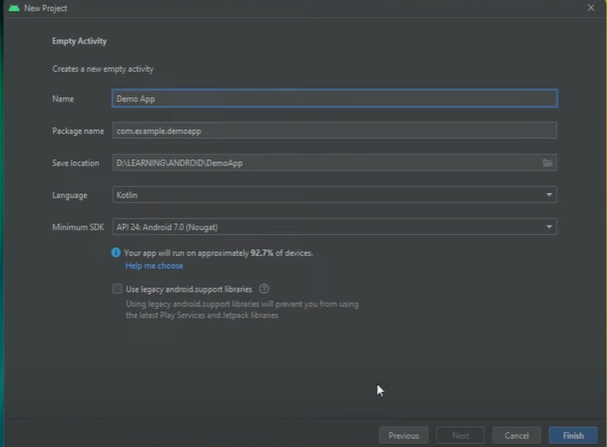 New Project
Empty Activity
Creates a new empty activity
Name Demo App
Package name com.example.demoapp
Save location D:\LEARNING\ANDROID\DemoApp
Language Kotlin
Minimum SDK API 24: Android 7.0 (Nougat)
Your app will run on approximately 92.7% of devices.
Help me choose
Use legacy android.support libraries ?
Using legacy android.support libraries will prevent you from using
the latest Play Services and Jetpack libraries
Previous Next Cancel Finish